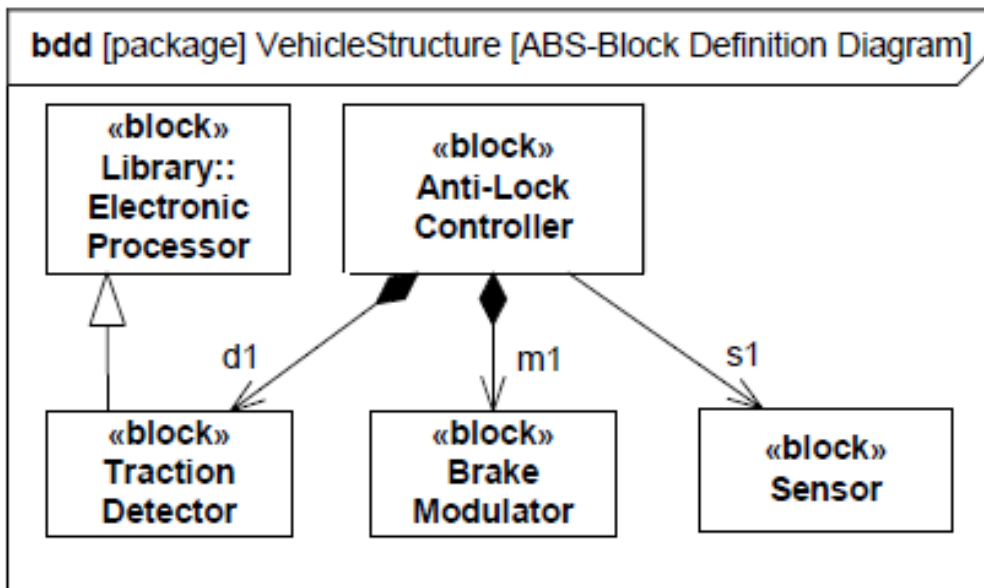 bdd [package] VehicleStructure [ABS-Block Definition Diagram]
«block»
Library::
Electronic
Processor
«block»
Anti-Lock
Controller
d1
m1
s1
«block»
Traction
Detector
«block»
Brake
Modulator
«block»
Sensor